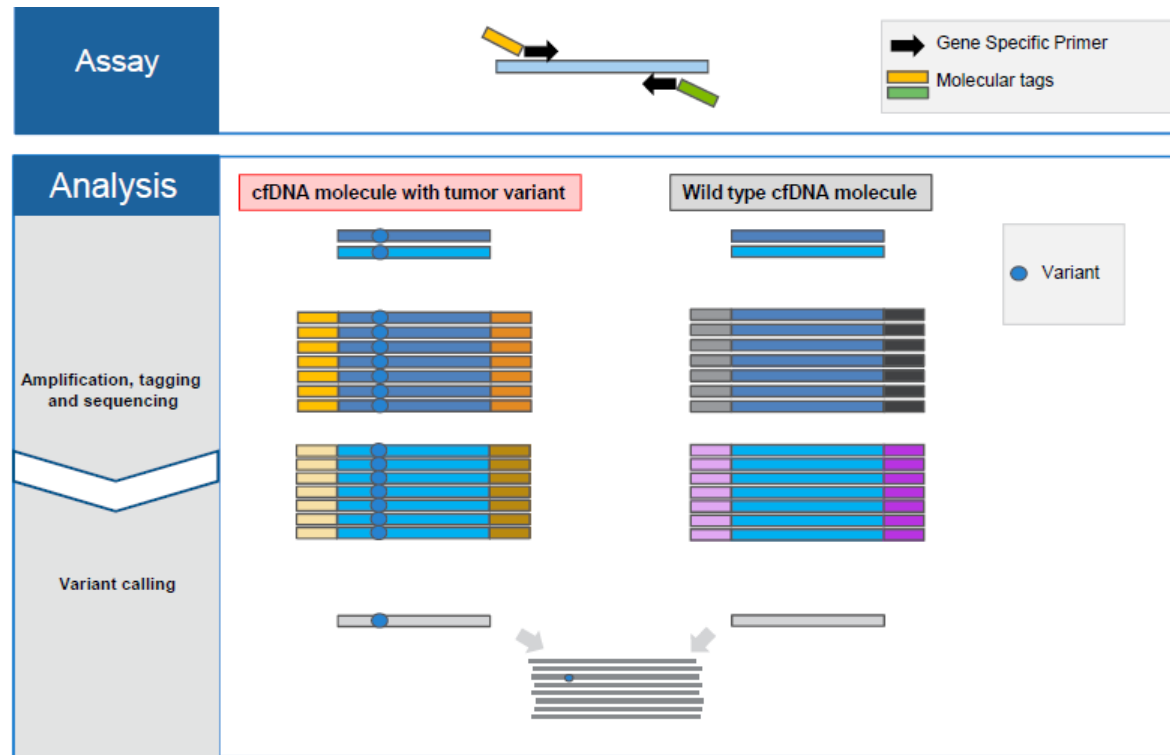 Assay
Gene Specific Primer
Molecular tags
Analysis
cfDNA molecule with tumor variant
Wild type cfDNA molecule
Variant
Amplification, tagging
and sequencing
Variant calling